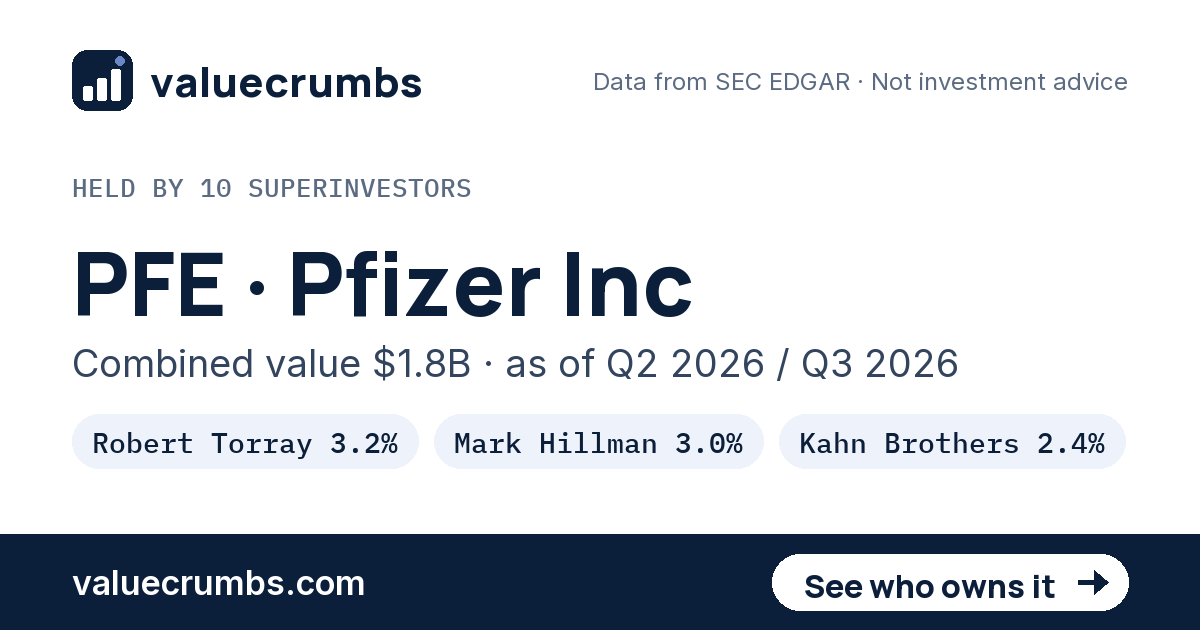 valuecrumbs
Data from SEC EDGAR · Not investment advice
HELD BY 10 SUPERINVESTORS
PFE · Pfizer Inc
Combined value $1.8B · as of Q2 2026 / Q3 2026
Robert Torray 3.2%
Mark Hillman 3.0%
Kahn Brothers 2.4%
valuecrumbs.com
See who owns it →